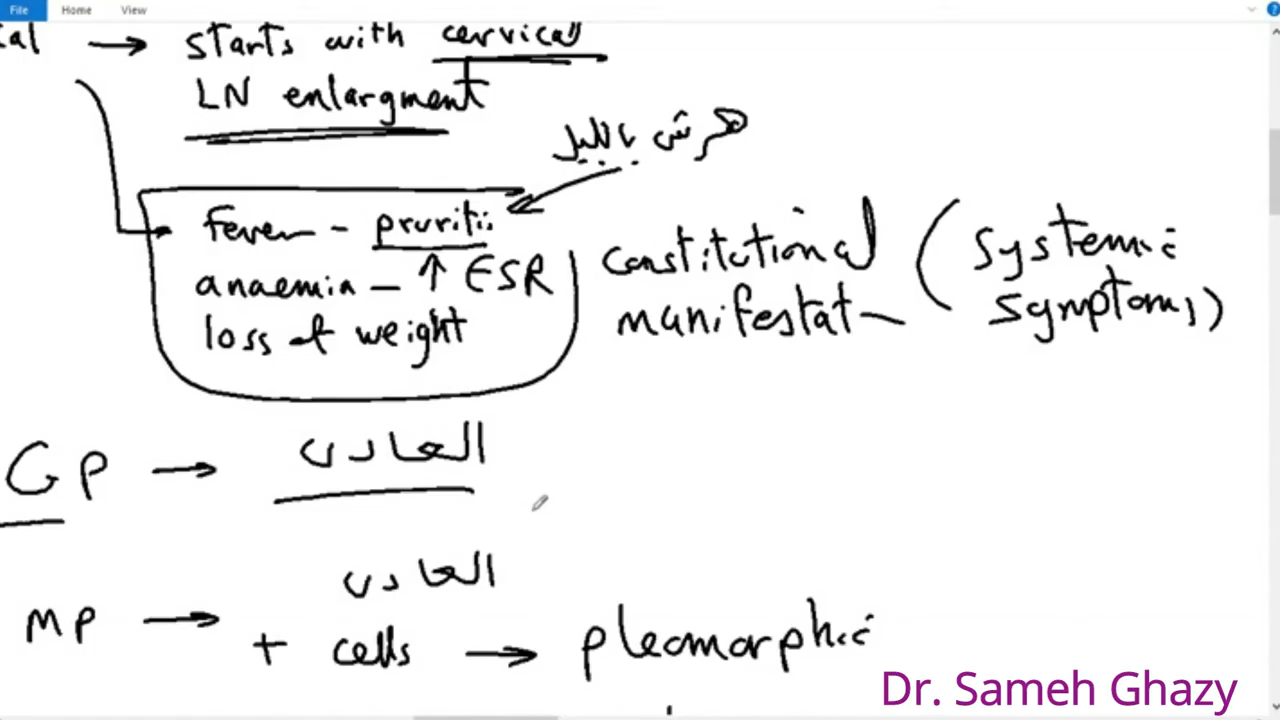 File Home View
cal → starts with cervical
LN enlargment
هرش بالليل
fever - pruritis
anaemia - ↑ ESR
loss of weight
constitutional
manifestat-
(systemic
symptoms)
GP → العادى
MP → العادى
+ cells → pleomorphic
Dr. Sameh Ghazy